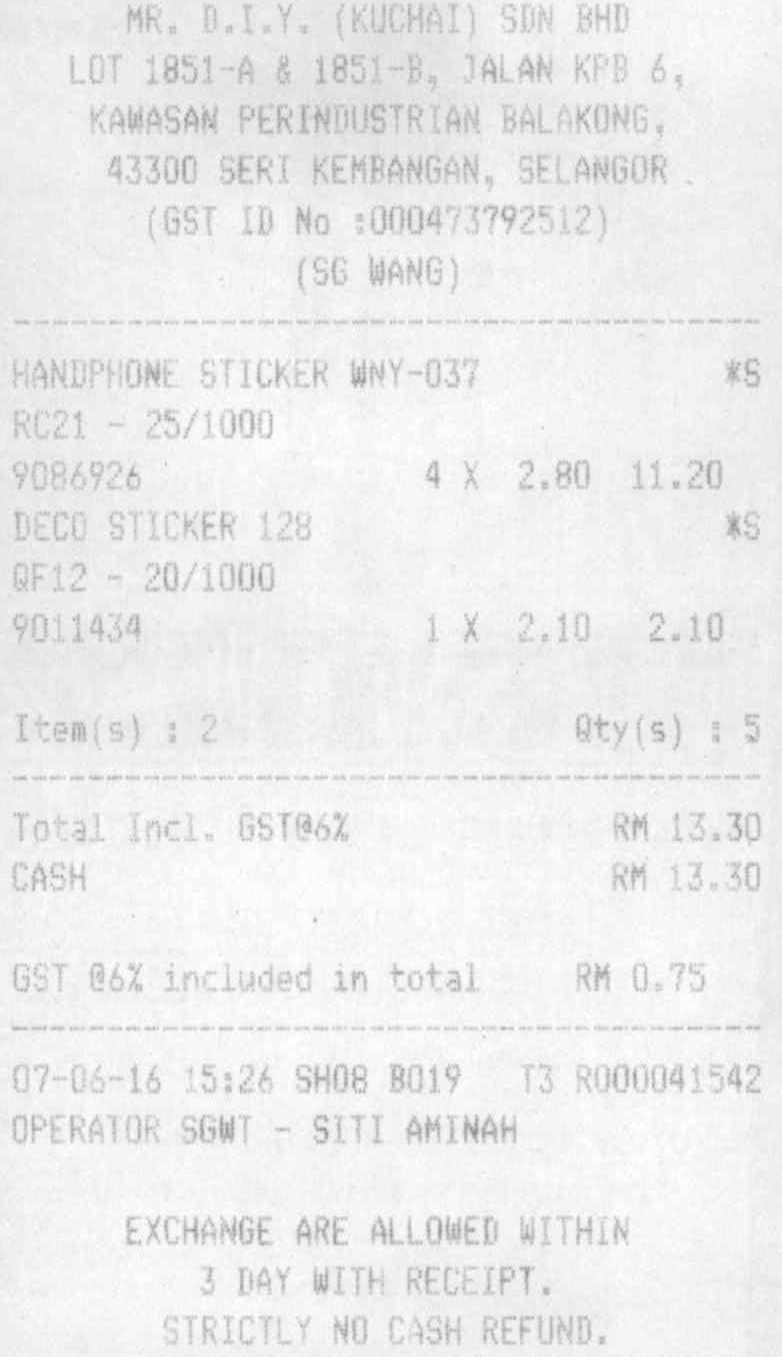 MR. D.I.Y. (KUCHAI) SDN BHD
LOT 1851-A & 1851-B, JALAN KPB 6,
KAWASAN PERINDUSTRIAN BALAKONG,
43300 SERI KEMBANGAN, SELANGOR
(GST ID No :000473792512)
(SG WANG)
HANDPHONE STICKER WNY-037 *S
RC21 - 25/1000
9086926 4 X 2.80 11.20
DECO STICKER 128 *S
QF12 - 20/1000
9011434 1 X 2.10 2.10
Item(s) : 2 Qty(s) : 5
Total Incl. GST@6% RM 13.30
CASH RM 13.30
GST @6% included in total RM 0.75
07-06-16 15:26 SH08 B019 T3 R000041542
OPERATOR SGWT - SITI AMINAH
EXCHANGE ARE ALLOWED WITHIN
3 DAY WITH RECEIPT.
STRICTLY NO CASH REFUND.